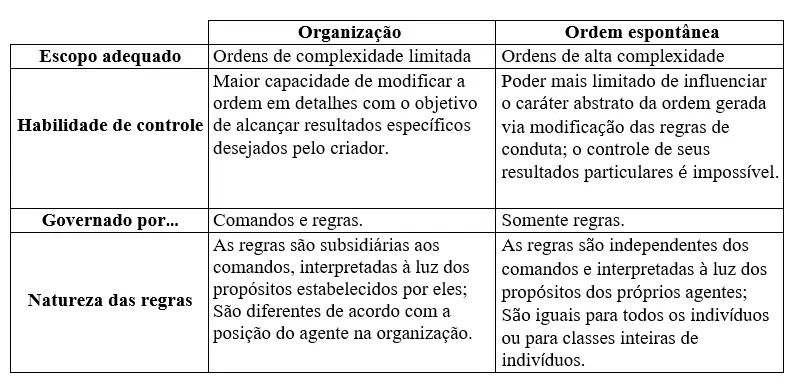 Organização
Ordem espontânea
Escopo adequado
Ordens de complexidade limitada
Ordens de alta complexidade
Habilidade de controle
Maior capacidade de modificar a
ordem em detalhes com o objetivo
de alcançar resultados específicos
desejados pelo criador.
Poder mais limitado de influenciar
o caráter abstrato da ordem gerada
via modificação das regras de
conduta; o controle de seus
resultados particulares é impossível.
Governado por...
Comandos e regras.
Somente regras.
Natureza das regras
As regras são subsidiárias aos
comandos, interpretadas à luz dos
propósitos estabelecidos por eles;
São diferentes de acordo com a
posição do agente na organização.
As regras são independentes dos
comandos e interpretadas à luz dos
propósitos dos próprios agentes;
São iguais para todos os indivíduos
ou para classes inteiras de
indivíduos.